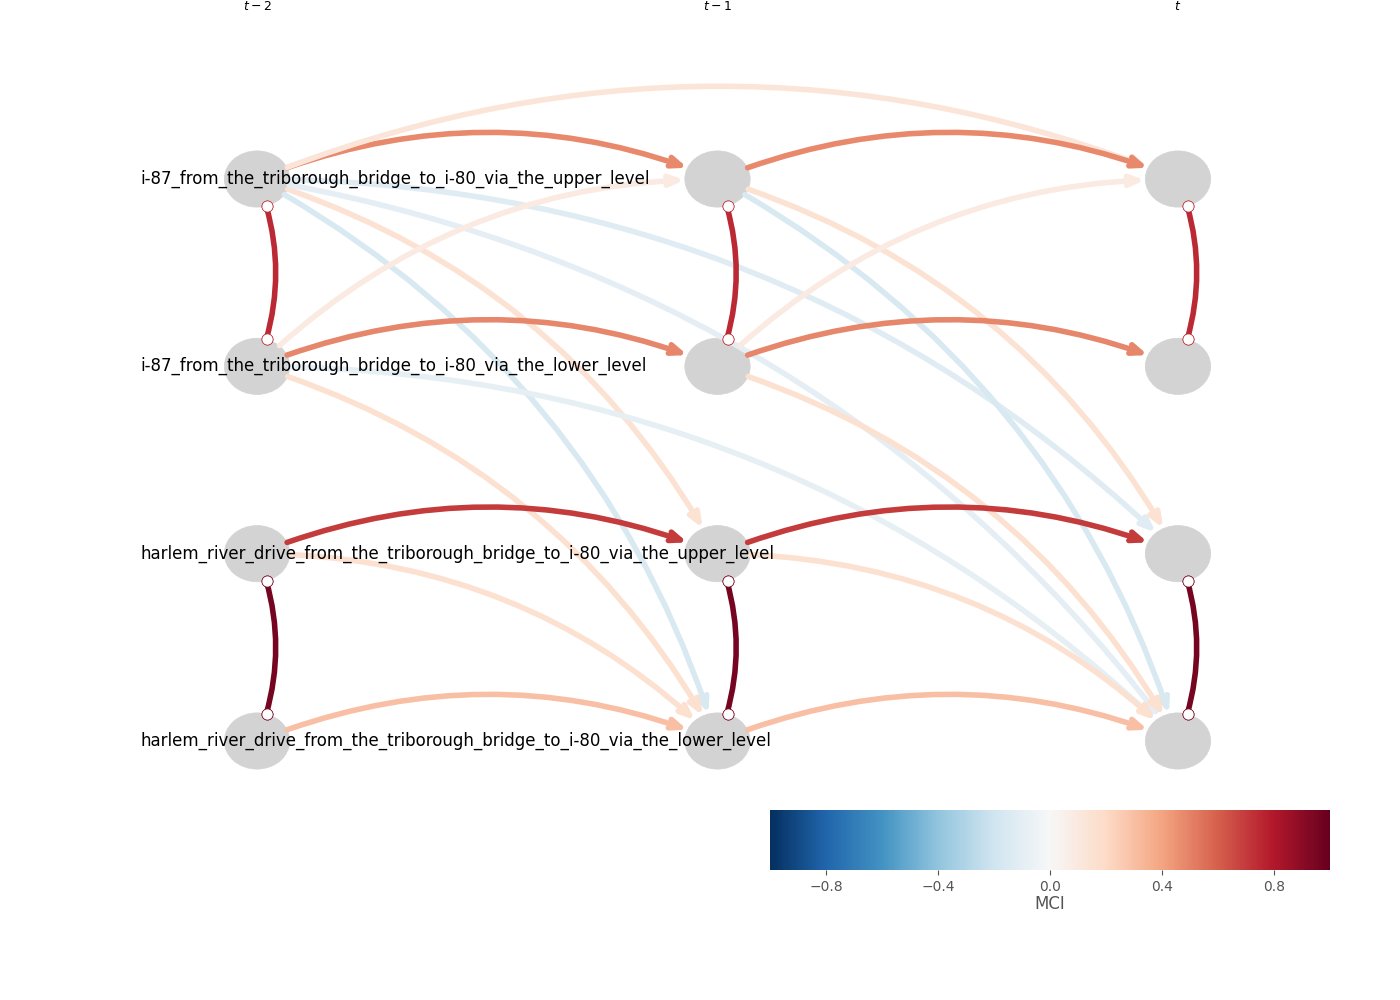 t − 2 t − 1 t
i-87_from_the_triborough_bridge_to_i-80_via_the_upper_level
i-87_from_the_triborough_bridge_to_i-80_via_the_lower_level
harlem_river_drive_from_the_triborough_bridge_to_i-80_via_the_upper_level
harlem_river_drive_from_the_triborough_bridge_to_i-80_via_the_lower_level
−0.8 −0.4 0.0 0.4 0.8
MCI